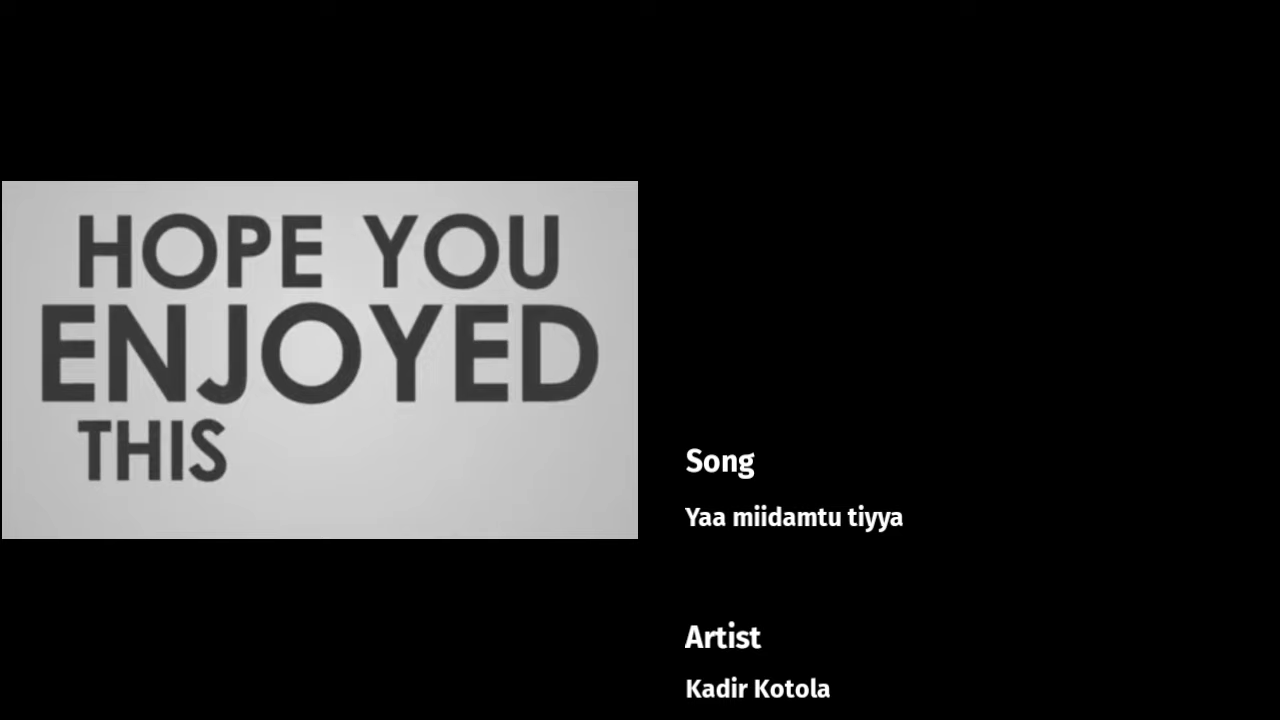 HOPE YOU
ENJOYED
THIS
Song
Yaa miidamtu tiyya
Artist
Kadir Kotola